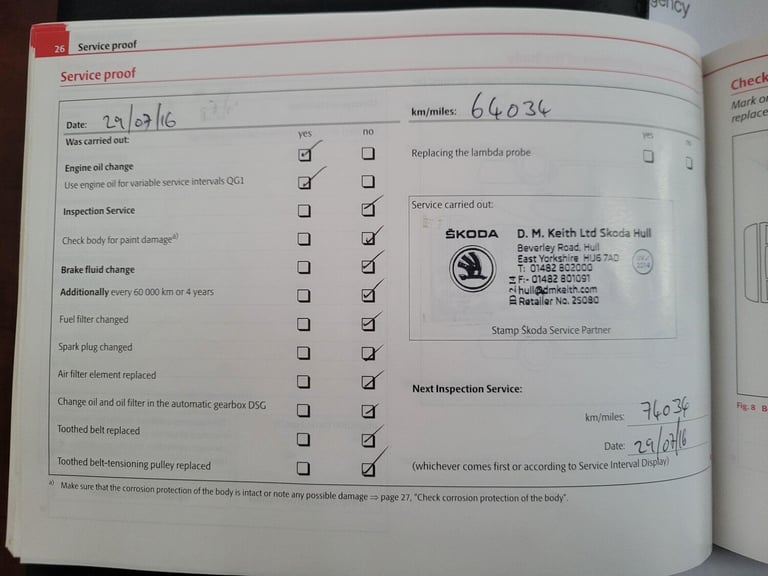 gency
26 Service proof
Service proof
Date: 29/07/16
km/miles: 64034
Was carried out:
yes no
yes no
Engine oil change
Replacing the lambda probe
Use engine oil for variable service intervals QG1
Inspection Service
Service carried out:
Check body for paint damage a)
Brake fluid change
Additionally every 60 000 km or 4 years
Fuel filter changed
Spark plug changed
Air filter element replaced
Change oil and oil filter in the automatic gearbox DSG
Toothed belt replaced
Toothed belt-tensioning pulley replaced
ŠKODA
D. M. Keith Ltd Skoda Hull
Beverley Road, Hull
East Yorkshire HU6 7AD
T: 01482 802000
F: 01482 801091
hull@dmkeith.com
Retailer No. 25080
Stamp Škoda Service Partner
Next Inspection Service:
km/miles: 74034
Date: 29/07/16
(whichever comes first or according to Service Interval Display)
a) Make sure that the corrosion protection of the body is intact or note any possible damage ⇒ page 27, "Check corrosion protection of the body".
Check
Mark or
replace
Fig. 8 B